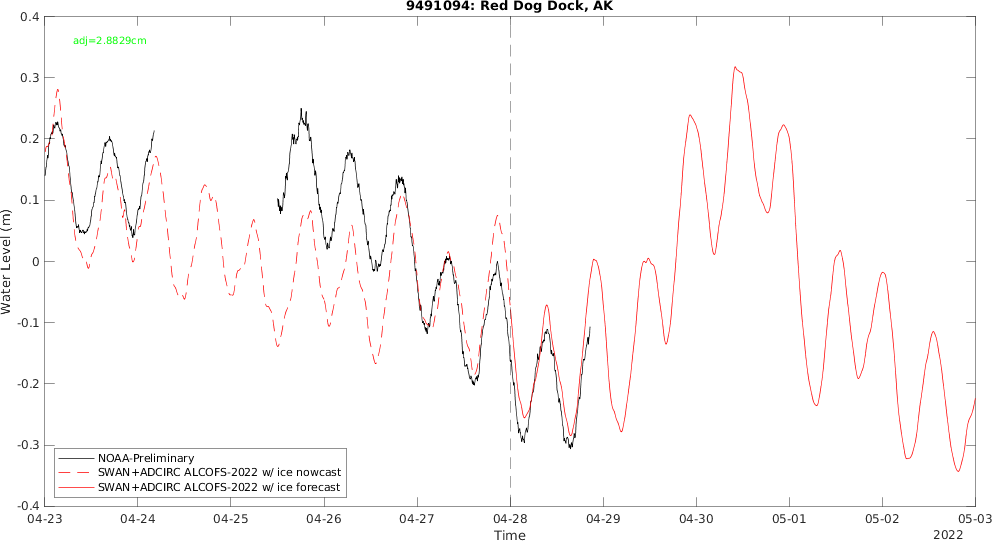 9491094: Red Dog Dock, AK
adj=2.8829cm
Water Level (m)
0.4
0.3
0.2
0.1
0
-0.1
-0.2
-0.3
-0.4
NOAA-Preliminary
SWAN+ADCIRC ALCOFS-2022 w/ ice nowcast
SWAN+ADCIRC ALCOFS-2022 w/ ice forecast
04-23 04-24 04-25 04-26 04-27 04-28 04-29 04-30 05-01 05-02 05-03
Time
2022